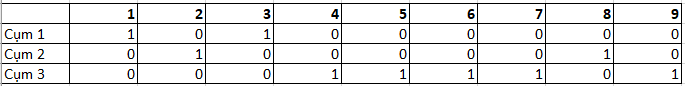 1 2 3 4 5 6 7 8 9
Cụm 1 1 0 1 0 0 0 0 0 0
Cụm 2 0 1 0 0 0 0 0 1 0
Cụm 3 0 0 0 1 1 1 1 0 1